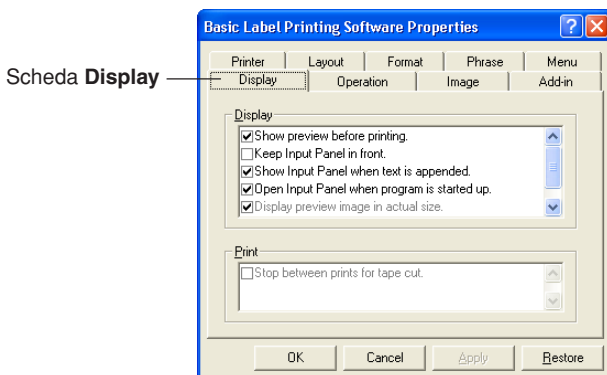 Basic Label Printing Software Properties
Printer Layout Format Phrase Menu
Scheda Display
Display Operation Image Add-in
Display
Show preview before printing.
Keep Input Panel in front.
Show Input Panel when text is appended.
Open Input Panel when program is started up.
Display preview image in actual size.
Print
Stop between prints for tape cut.
OK Cancel Apply Restore